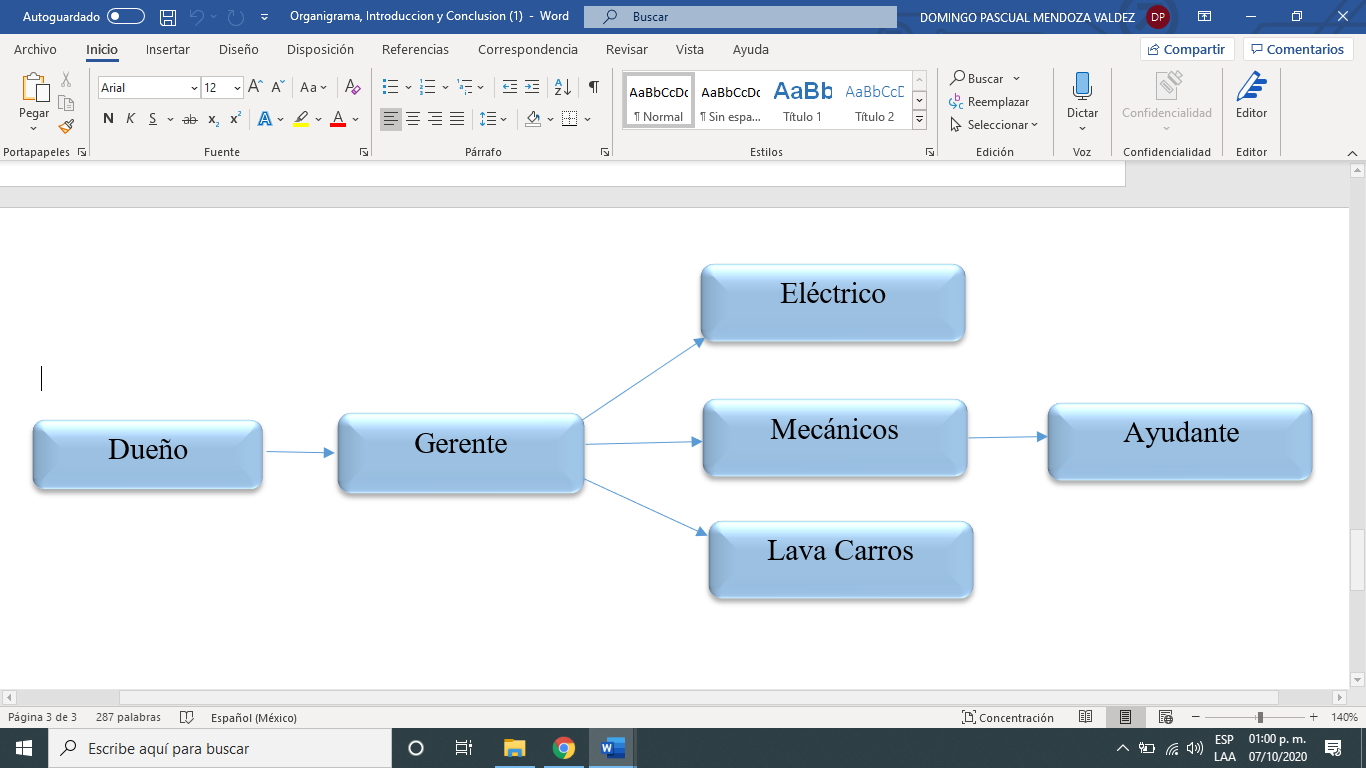 Autoguardado
Organigrama, Introduccion y Conclusion (1) - Word
Buscar
DOMINGO PASCUAL MENDOZA VALDEZ
DP
Archivo Inicio Insertar Diseño Disposición Referencias Correspondencia Revisar Vista Ayuda
Compartir
Comentarios
Pegar
Portapapeles
Arial
12
Aa
N K S ab x₂ x²
A
A
Fuente
Párrafo
AaBbCcDc
¶ Normal
AaBbCcDc
¶ Sin espa...
AaBb
Título 1
AaBbCcD
Título 2
Estilos
Buscar
Reemplazar
Seleccionar
Edición
Dictar
Voz
Confidencialidad
Confidencialidad
Editor
Editor
Eléctrico
Dueño
Gerente
Mecánicos
Ayudante
Lava Carros
Página 3 de 3
287 palabras
Español (México)
Concentración
140%
Escribe aquí para buscar
ESP
LAA
01:00 p. m.
07/10/2020